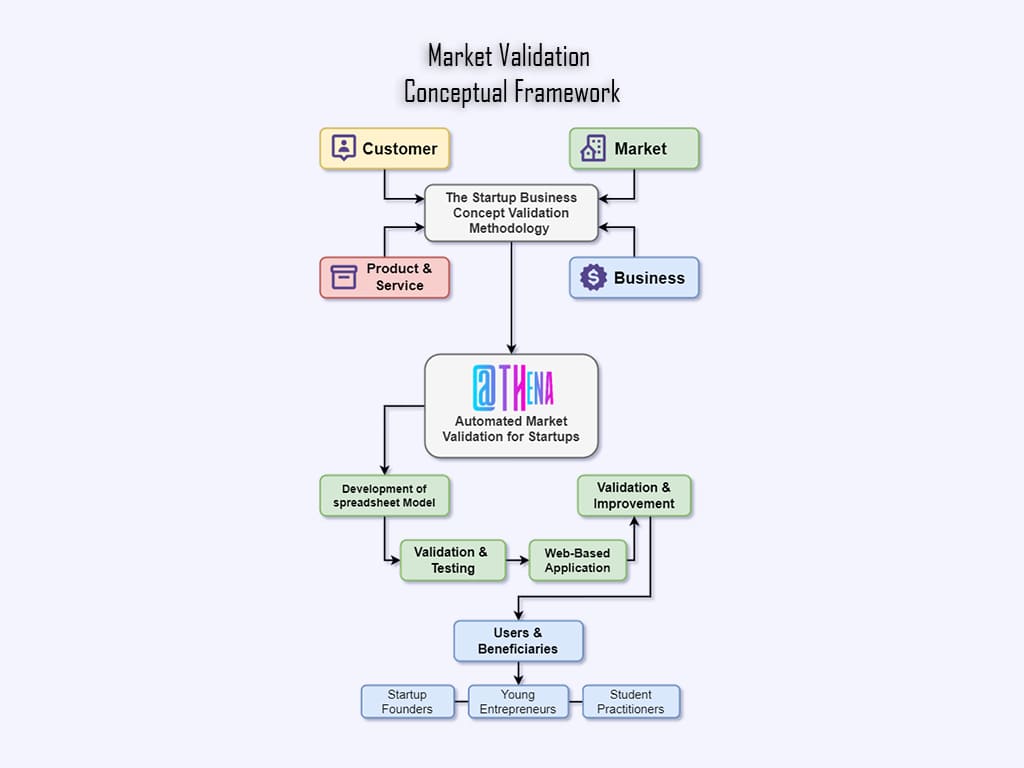 Market Validation
Conceptual Framework
Customer
Market
The Startup Business
Concept Validation
Methodology
Product &
Service
Business
@THENA
Automated Market
Validation for Startups
Development of
spreadsheet Model
Validation &
Improvement
Validation &
Testing
Web-Based
Application
Users &
Beneficiaries
Startup
Founders
Young
Entrepreneurs
Student
Practitioners